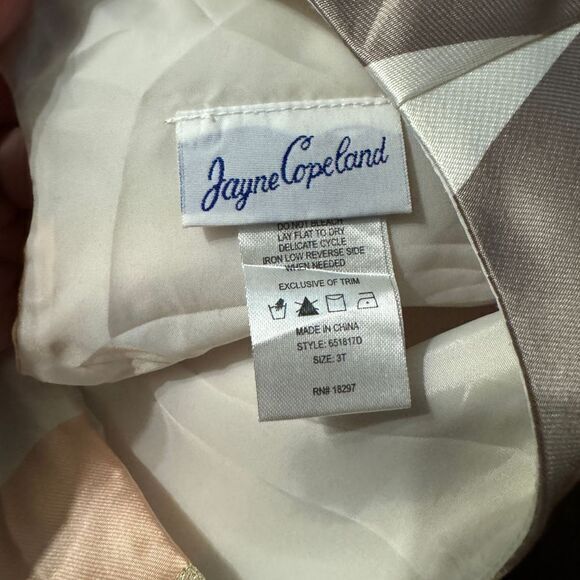 Jayne Copeland
DO NOT BLEACH
LAY FLAT TO DRY
DELICATE CYCLE
IRON LOW REVERSE SIDE
WHEN NEEDED
EXCLUSIVE OF TRIM
MADE IN CHINA
STYLE: 651817D
SIZE: 3T
RN# 18297